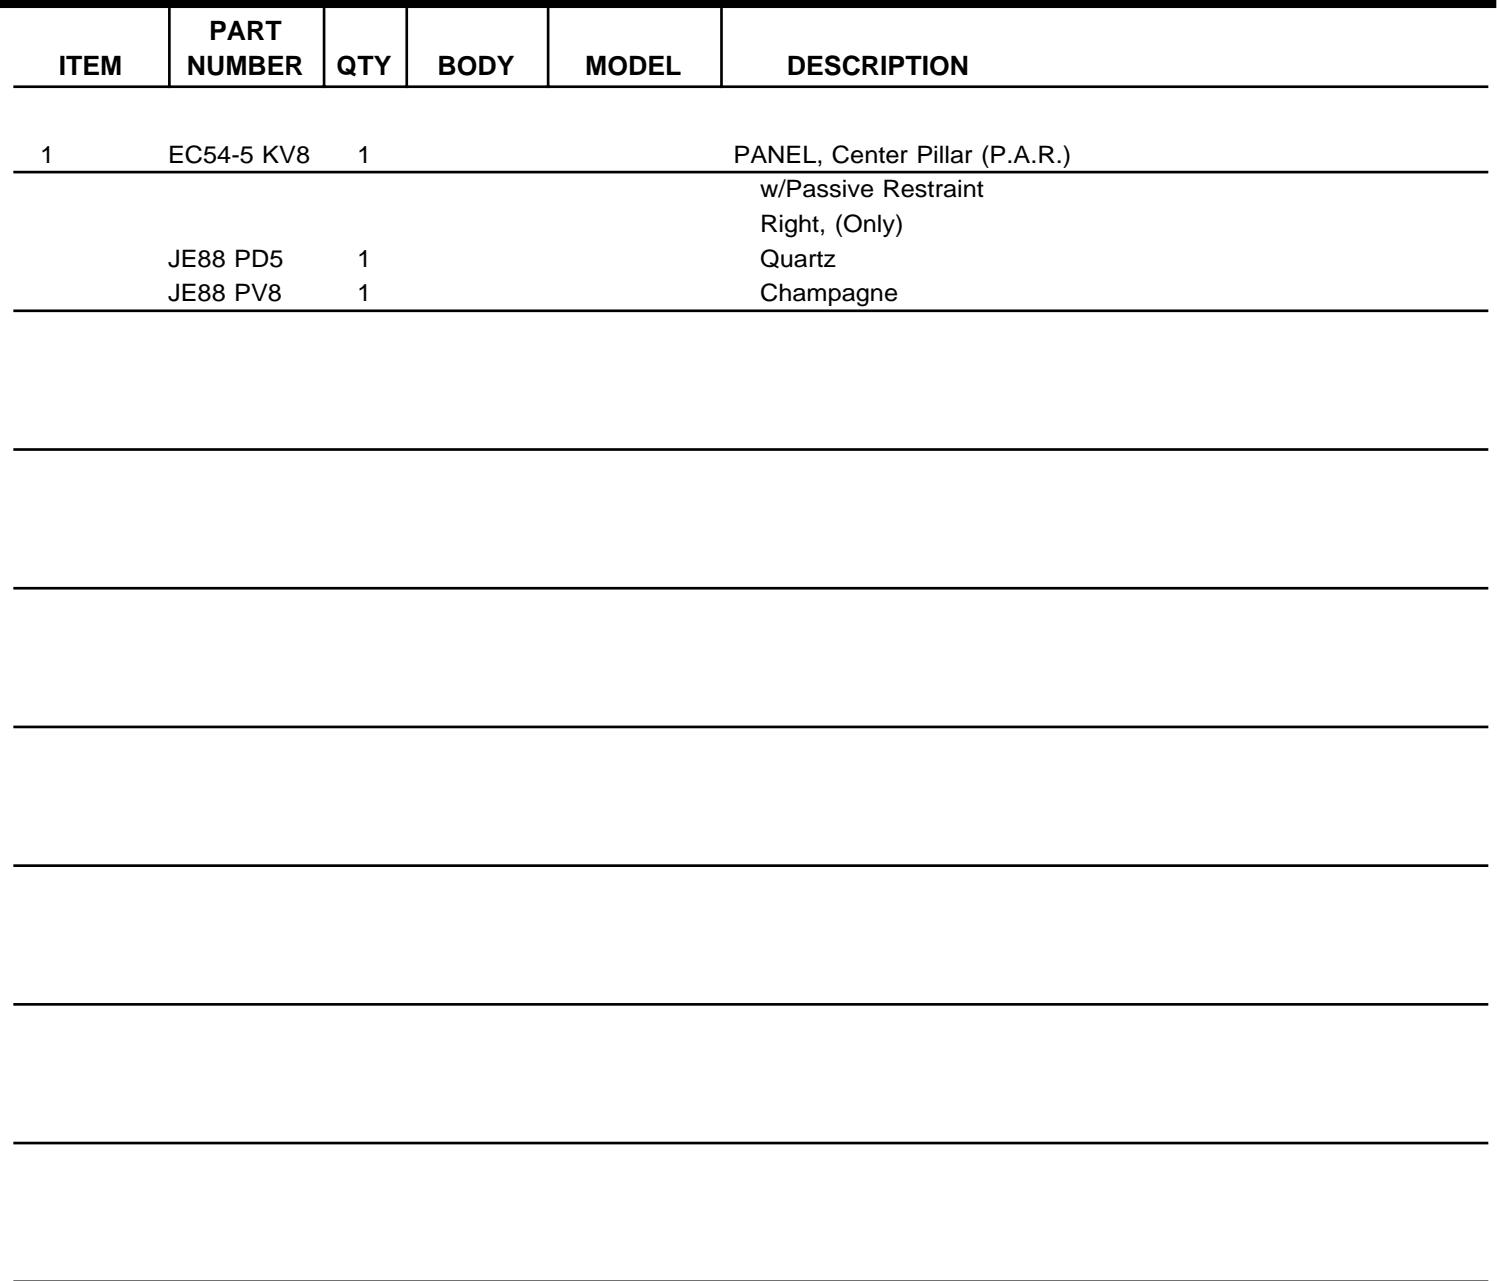 PART
ITEM NUMBER QTY BODY MODEL DESCRIPTION
1 EC54-5 KV8 1 PANEL, Center Pillar (P.A.R.)
w/Passive Restraint
Right, (Only)
JE88 PD5 1 Quartz
JE88 PV8 1 Champagne